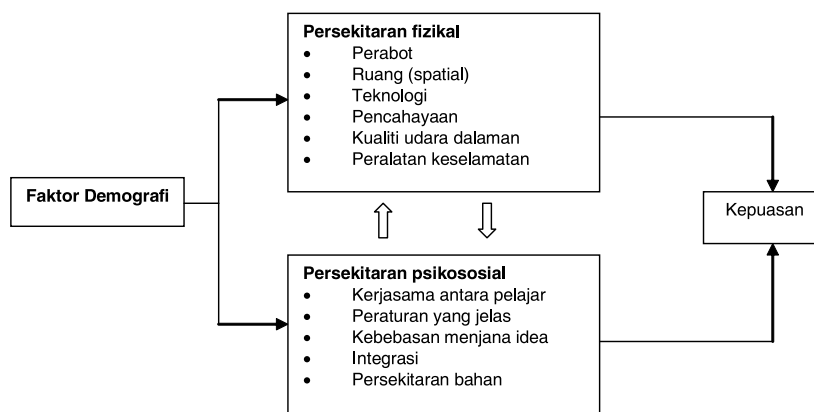 Persekitaran fizikal
• Perabot
• Ruang (spatial)
• Teknologi
• Pencahayaan
• Kualiti udara dalaman
• Peralatan keselamatan
Faktor Demografi
Kepuasan
Persekitaran psikososial
• Kerjasama antara pelajar
• Peraturan yang jelas
• Kebebasan menjana idea
• Integrasi
• Persekitaran bahan